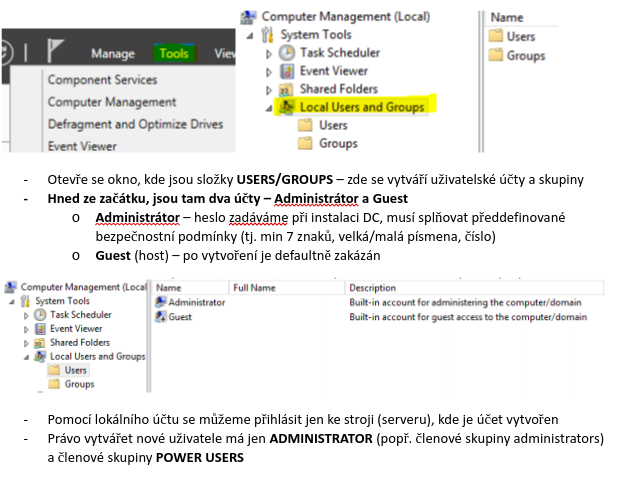 Manage Tools View
Component Services
Computer Management
Defragment and Optimize Drives
Event Viewer
Computer Management (Local)
System Tools
Task Scheduler
Event Viewer
Shared Folders
Local Users and Groups
Users
Groups
Name
Users
Groups
- Otevře se okno, kde jsou složky USERS/GROUPS – zde se vytváří uživatelské účty a skupiny
- Hned ze začátku, jsou tam dva účty – Administrátor a Guest
o Administrátor – heslo zadáváme při instalaci DC, musí splňovat předdefinované
bezpečnostní podmínky (tj. min 7 znaků, velká/malá písmena, číslo)
o Guest (host) – po vytvoření je defaultně zakázán
Computer Management (Local
System Tools
Task Scheduler
Event Viewer
Shared Folders
Local Users and Groups
Users
Groups
Name Full Name Description
Administrator Built-in account for administering the computer/domain
Guest Built-in account for guest access to the computer/domain
- Pomocí lokálního účtu se můžeme přihlásit jen ke stroji (serveru), kde je účet vytvořen
- Právo vytvářet nové uživatele má jen ADMINISTRATOR (popř. členové skupiny administrators)
a členové skupiny POWER USERS